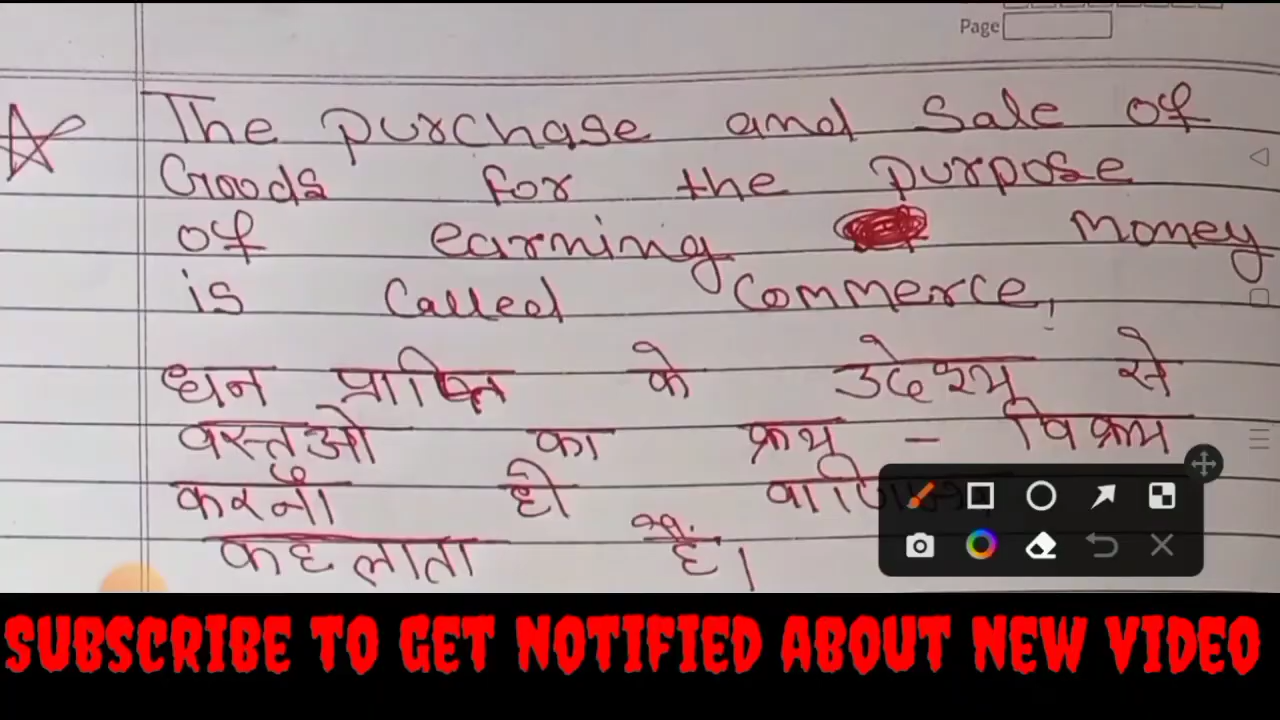 Page
The purchase and Sale of
Goods for the purpose
of earning money
is Called Commerce.
धन प्राप्ति के उद्देश्य से
वस्तुओ का क्रय - विक्रय
करना ही
कहलाता है।
SUBSCRIBE TO GET NOTIFIED ABOUT NEW VIDEO